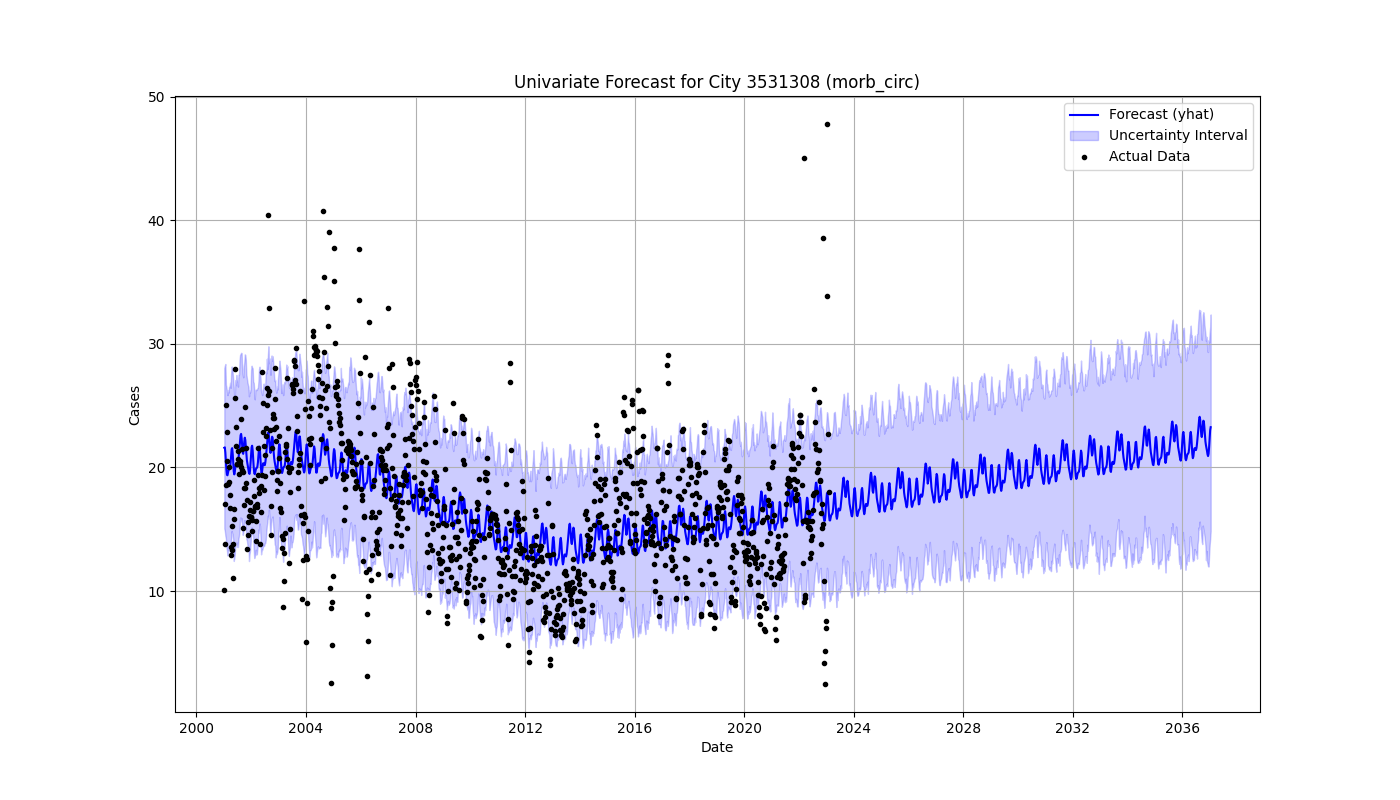 Univariate Forecast for City 3531308 (morb_circ)
Forecast (yhat)
Uncertainty Interval
Actual Data
Cases
50
40
30
20
10
2000 2004 2008 2012 2016 2020 2024 2028 2032 2036
Date